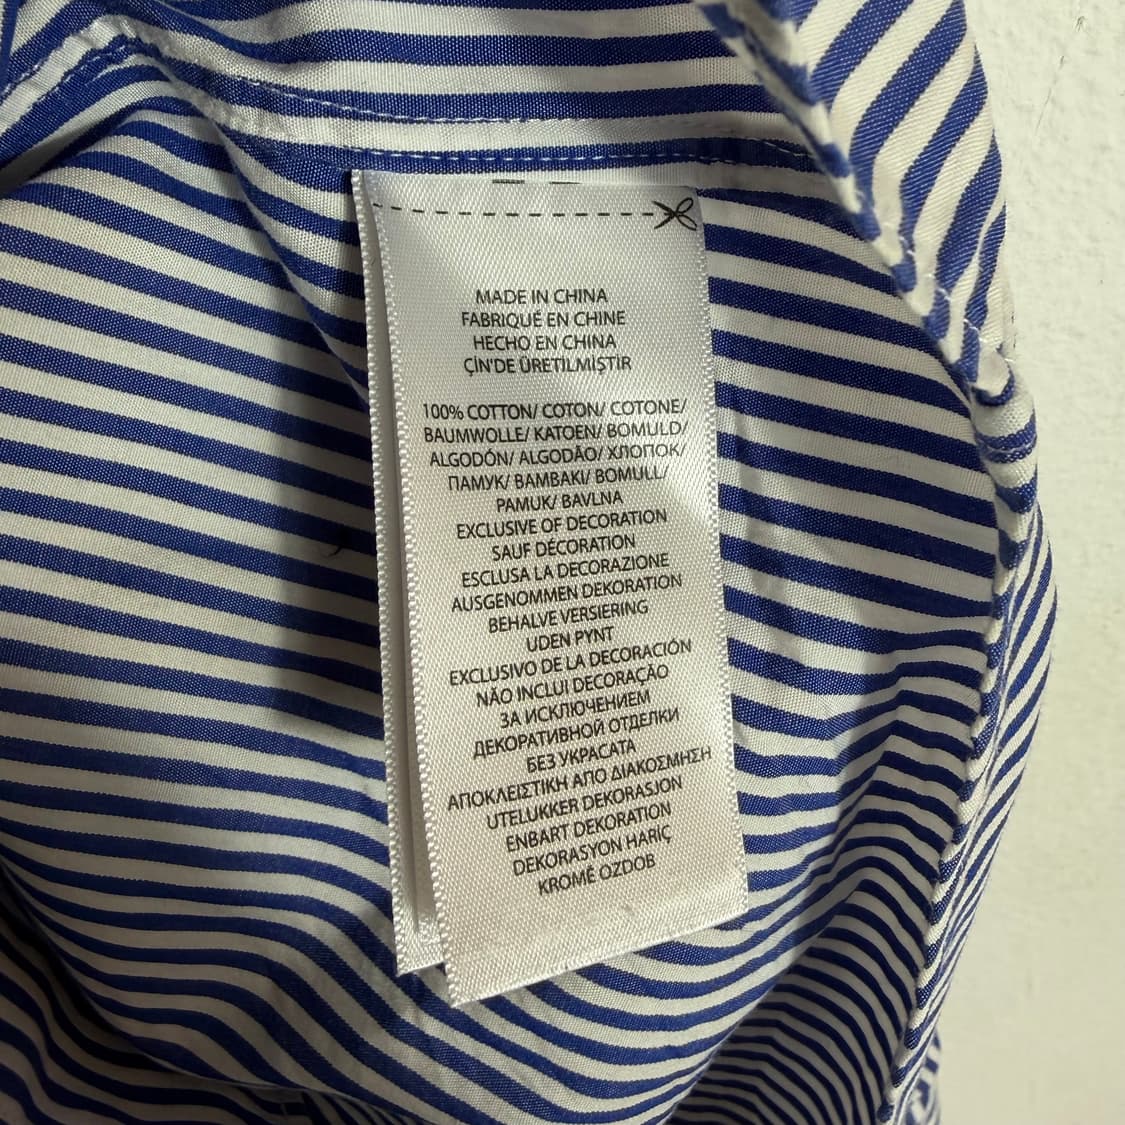 MADE IN CHINA
FABRIQUÉ EN CHINE
HECHO EN CHINA
ÇİN'DE ÜRETİLMİŞTİR
100% COTTON/ COTON/ COTONE/
BAUMWOLLE/ KATOEN/ BOMULD/
ALGODÓN/ ALGODÃO/ ХЛОПОК/
ПАМУК/ BAMBAKI/ BOMULL/
PAMUK/ BAVLNA
EXCLUSIVE OF DECORATION
SAUF DÉCORATION
ESCLUSA LA DECORAZIONE
AUSGENOMMEN DEKORATION
BEHALVE VERSIERING
UDEN PYNT
EXCLUSIVO DE LA DECORACIÓN
NÃO INCLUI DECORAÇÃO
ЗА ИСКЛЮЧЕНИЕМ
ДЕКОРАТИВНОЙ ОТДЕЛКИ
БЕЗ УКРАСАТА
ΑΠΟΚΛΕΙΣΤΙΚΗ ΑΠΟ ΔΙΑΚΟΣΜΗΣΗ
UTELUKKER DEKORASJON
ENBART DEKORATION
DEKORASYON HARİÇ
KROMĚ OZDOB